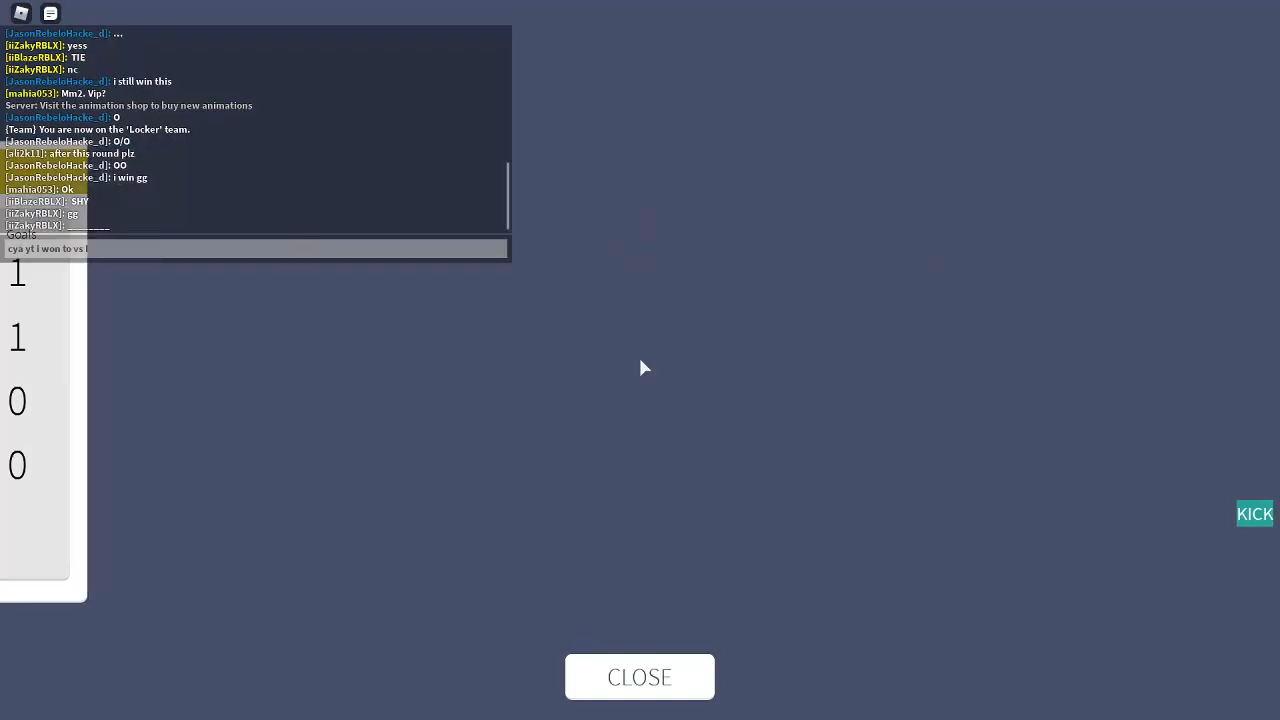 [JasonRebeloHacke_d]: ...
[iiZakyRBLX]: yess
[iiBlazeRBLX]: TIE
[iiZakyRBLX]: nc
[JasonRebeloHacke_d]: i still win this
[mahia053]: Mm2. Vip?
Server: Visit the animation shop to buy new animations
[JasonRebeloHacke_d]: O
{Team} You are now on the 'Locker' team.
[JasonRebeloHacke_d]: O/O
[ali2k11]: after this round plz
[JasonRebeloHacke_d]: OO
[JasonRebeloHacke_d]: i win gg
[mahia053]: Ok
[iiBlazeRBLX]: SHY
[iiZakyRBLX]: gg
[iiZakyRBLX]: ________
Goals
cya yt i won to vs l
1
1
0
0
KICK
CLOSE